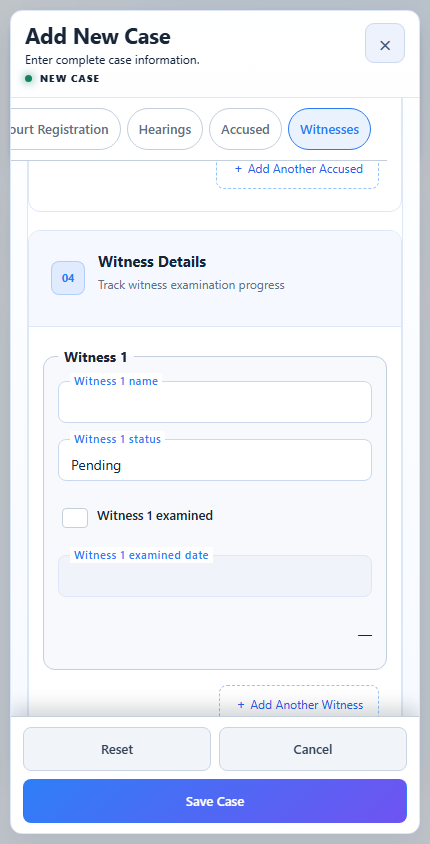 Add New Case
Enter complete case information.
NEW CASE
×
ourt Registration
Hearings
Accused
Witnesses
+ Add Another Accused
04
Witness Details
Track witness examination progress
Witness 1
Witness 1 name
Witness 1 status
Pending
Witness 1 examined
Witness 1 examined date
—
+ Add Another Witness
Reset
Cancel
Save Case